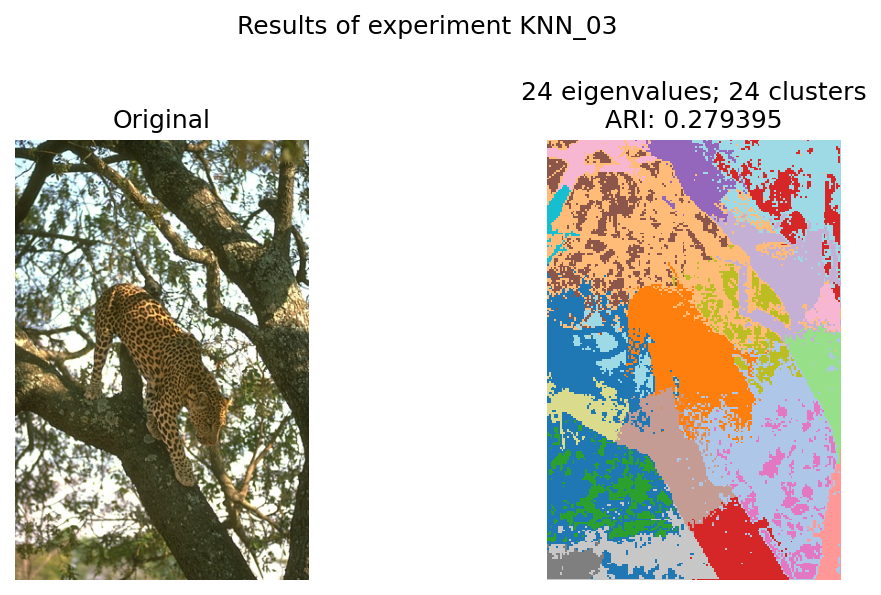 Results of experiment KNN_03
Original
24 eigenvalues; 24 clusters
ARI: 0.279395